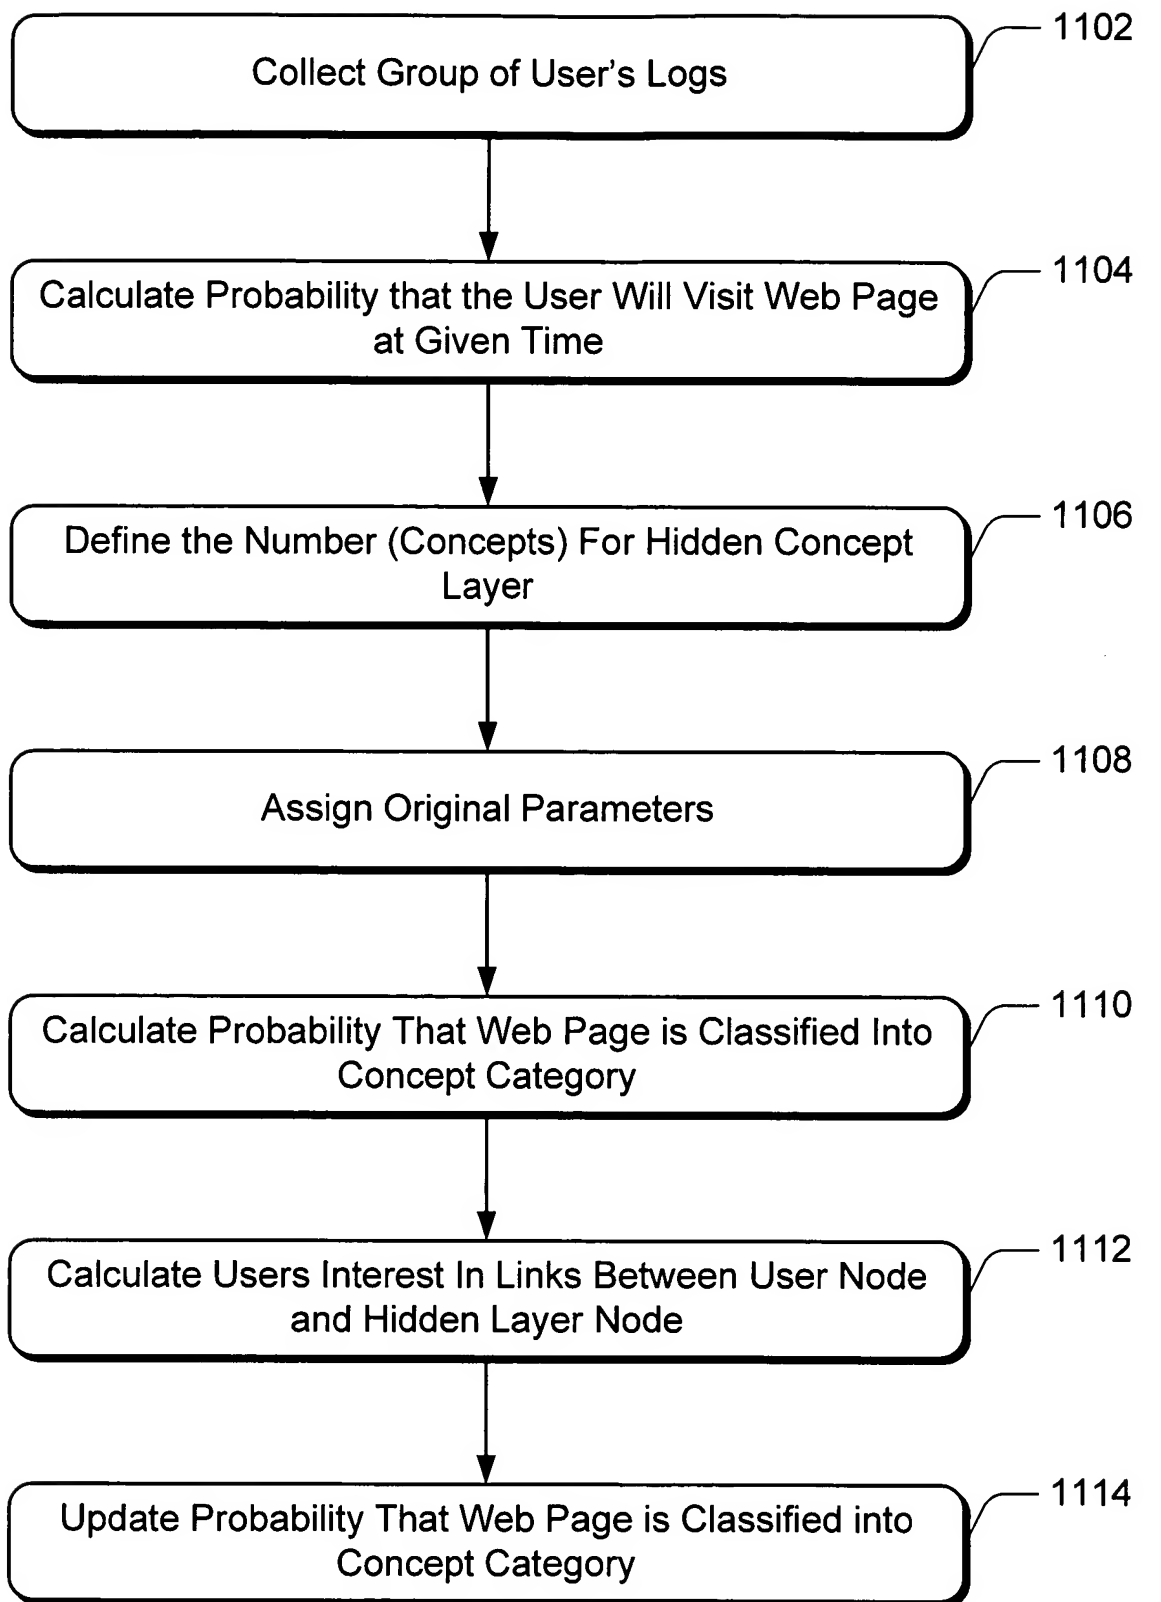 1102
Collect Group of User's Logs
1104
Calculate Probability that the User Will Visit Web Page
at Given Time
1106
Define the Number (Concepts) For Hidden Concept
Layer
1108
Assign Original Parameters
1110
Calculate Probability That Web Page is Classified Into
Concept Category
1112
Calculate Users Interest In Links Between User Node
and Hidden Layer Node
1114
Update Probability That Web Page is Classified into
Concept Category